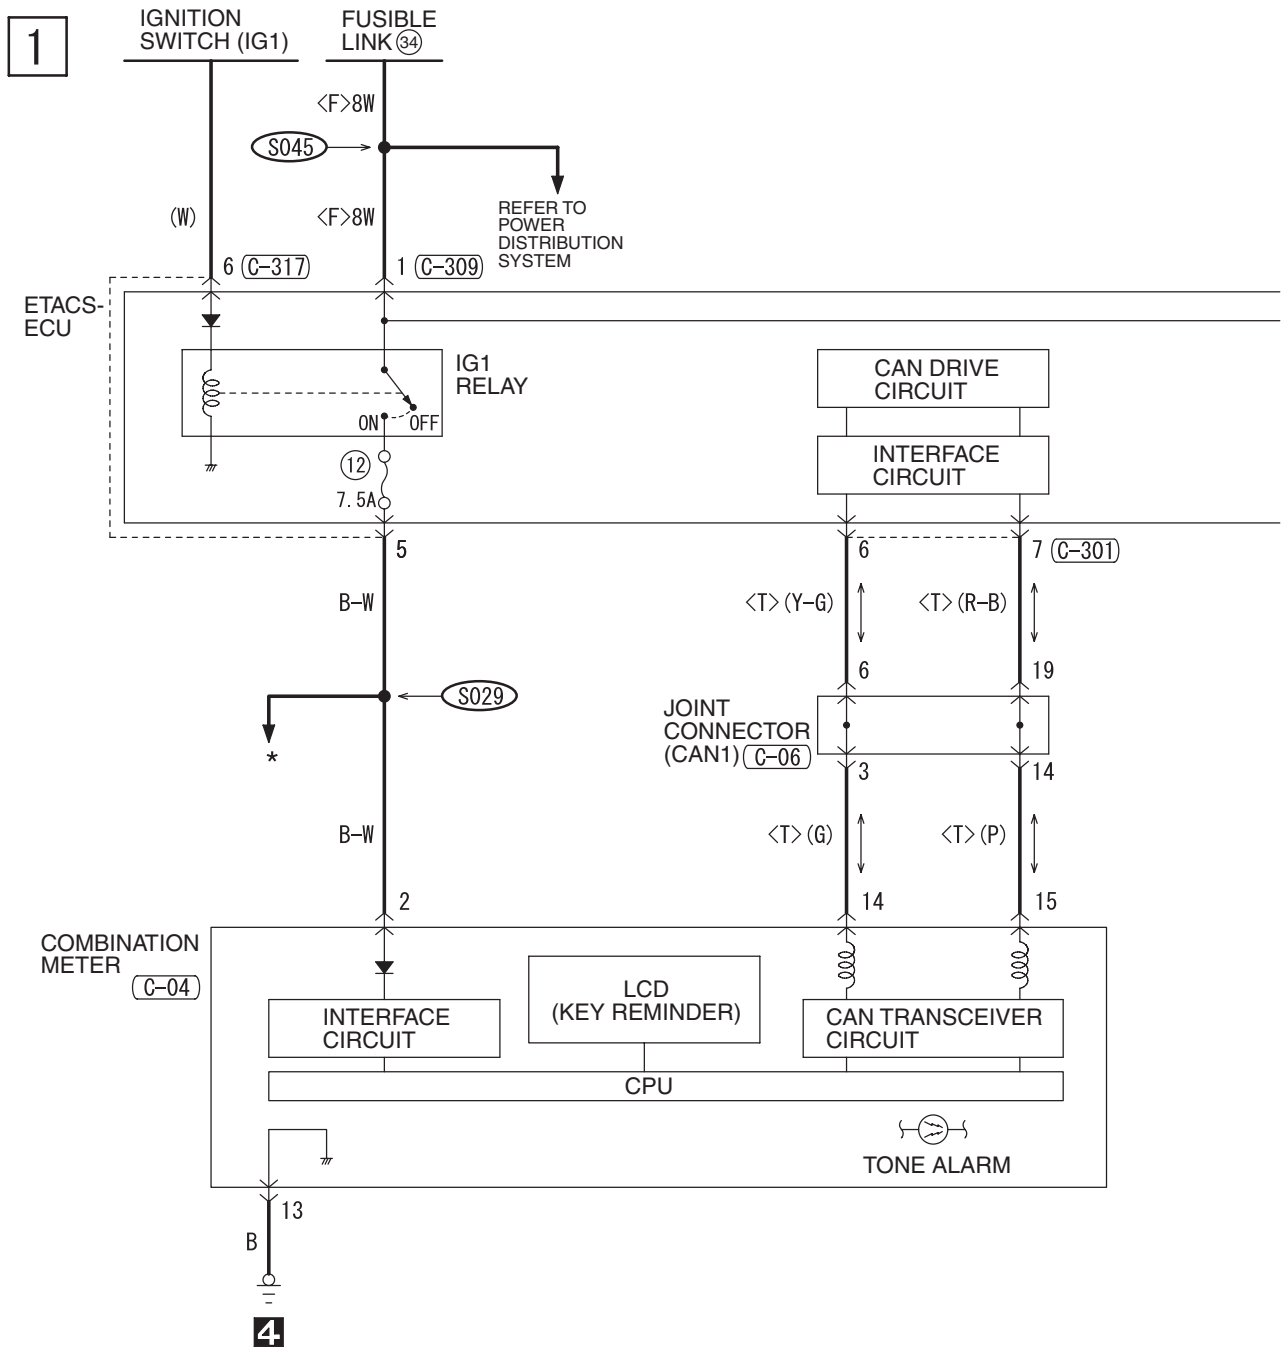 1
IGNITION
SWITCH (IG1)
FUSIBLE
LINK 34
<F>8W
S045
(W)
<F>8W
REFER TO
POWER
DISTRIBUTION
SYSTEM
6 C-317
1 C-309
ETACS-
ECU
IG1
RELAY
ON OFF
CAN DRIVE
CIRCUIT
INTERFACE
CIRCUIT
12
7.5A
5
6
7 C-301
B-W
<T>(Y-G)
<T>(R-B)
6
19
S029
*
JOINT
CONNECTOR
(CAN1) C-06
3
14
B-W
<T>(G)
<T>(P)
2
14
15
COMBINATION
METER
C-04
INTERFACE
CIRCUIT
LCD
(KEY REMINDER)
CAN TRANSCEIVER
CIRCUIT
CPU
TONE ALARM
13
B
4